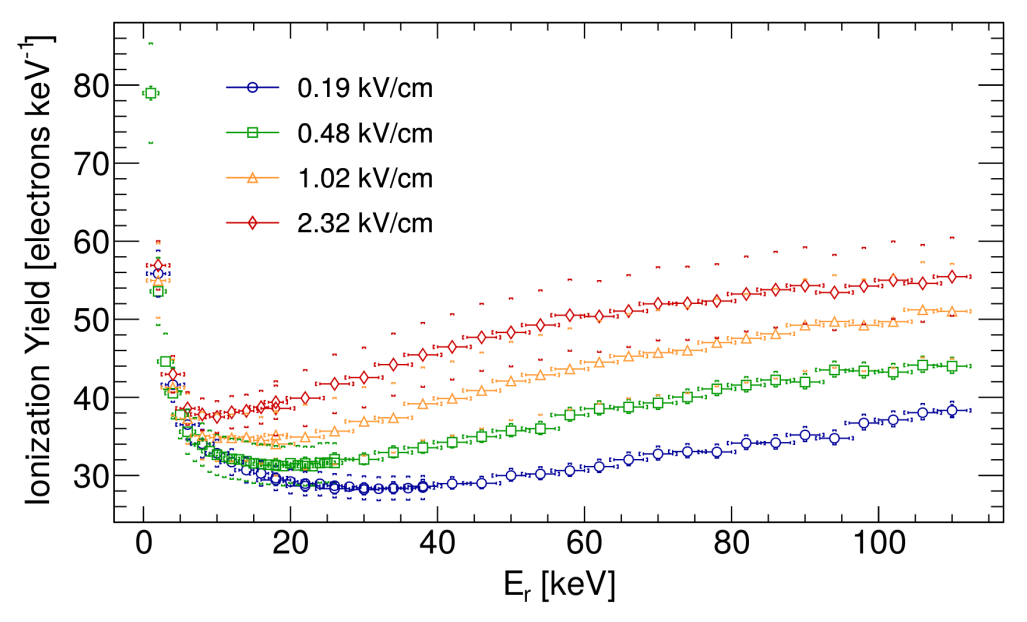 Ionization Yield [electrons keV⁻¹]
80
70
60
50
40
30
0.19 kV/cm
0.48 kV/cm
1.02 kV/cm
2.32 kV/cm
0 20 40 60 80 100
Eᵣ [keV]